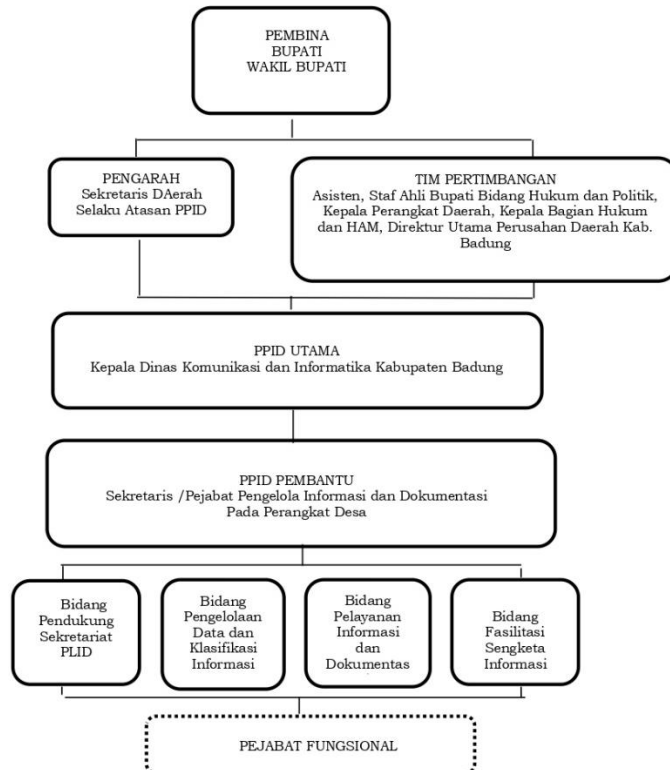 PEMBINA
BUPATI
WAKIL BUPATI
PENGARAH
Sekretaris DAerah
Selaku Atasan PPID
TIM PERTIMBANGAN
Asisten, Staf Ahli Bupati Bidang Hukum dan Politik,
Kepala Perangkat Daerah, Kepala Bagian Hukum
dan HAM, Direktur Utama Perusahan Daerah Kab.
Badung
PPID UTAMA
Kepala Dinas Komunikasi dan Informatika Kabupaten Badung
PPID PEMBANTU
Sekretaris /Pejabat Pengelola Informasi dan Dokumentasi
Pada Perangkat Desa
Bidang
Pendukung
Sekretariat
PLID
Bidang
Pengelolaan
Data dan
Klasifikasi
Informasi
Bidang
Pelayanan
Informasi
dan
Dokumentas
Bidang
Fasilitasi
Sengketa
Informasi
PEJABAT FUNGSIONAL